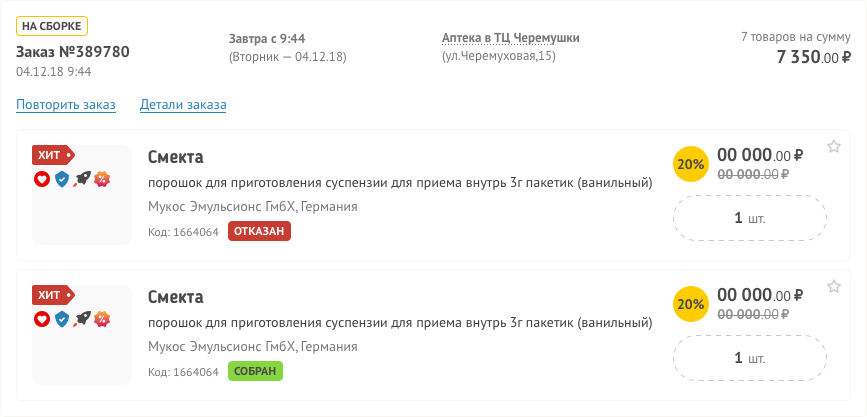 НА СБОРКЕ
Заказ №389780
04.12.18 9:44
Завтра с 9:44
(Вторник — 04.12.18)
Аптека в ТЦ Черемушки
(ул.Черемуховая,15)
7 товаров на сумму
7 350.00 ₽
Повторить заказ
Детали заказа
ХИТ
Смекта
порошок для приготовления суспензии для приема внутрь 3г пакетик (ванильный)
Мукос Эмульсионс ГмбХ, Германия
Код: 1664064
ОТКАЗАН
20%
00 000.00 ₽
00 000.00 ₽
1 шт.
ХИТ
Смекта
порошок для приготовления суспензии для приема внутрь 3г пакетик (ванильный)
Мукос Эмульсионс ГмбХ, Германия
Код: 1664064
СОБРАН
20%
00 000.00 ₽
00 000.00 ₽
1 шт.